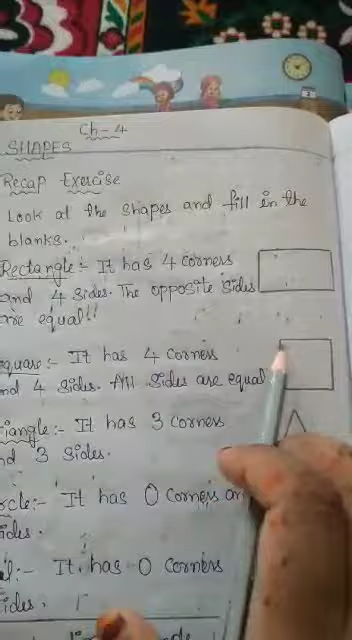 Ch-4
SHAPES
Recap Exercise
Look at the shapes and fill in the
blanks.
Rectangle:- It has 4 corners
and 4 sides. The opposite sides
are equal!!
quare:- It has 4 corners
nd 4 sides. All sides are equal
iangle:- It has 3 corners
nd 3 sides.
rcle:- It has 0 corners an
ides.
al:- It has 0 corners
ides.